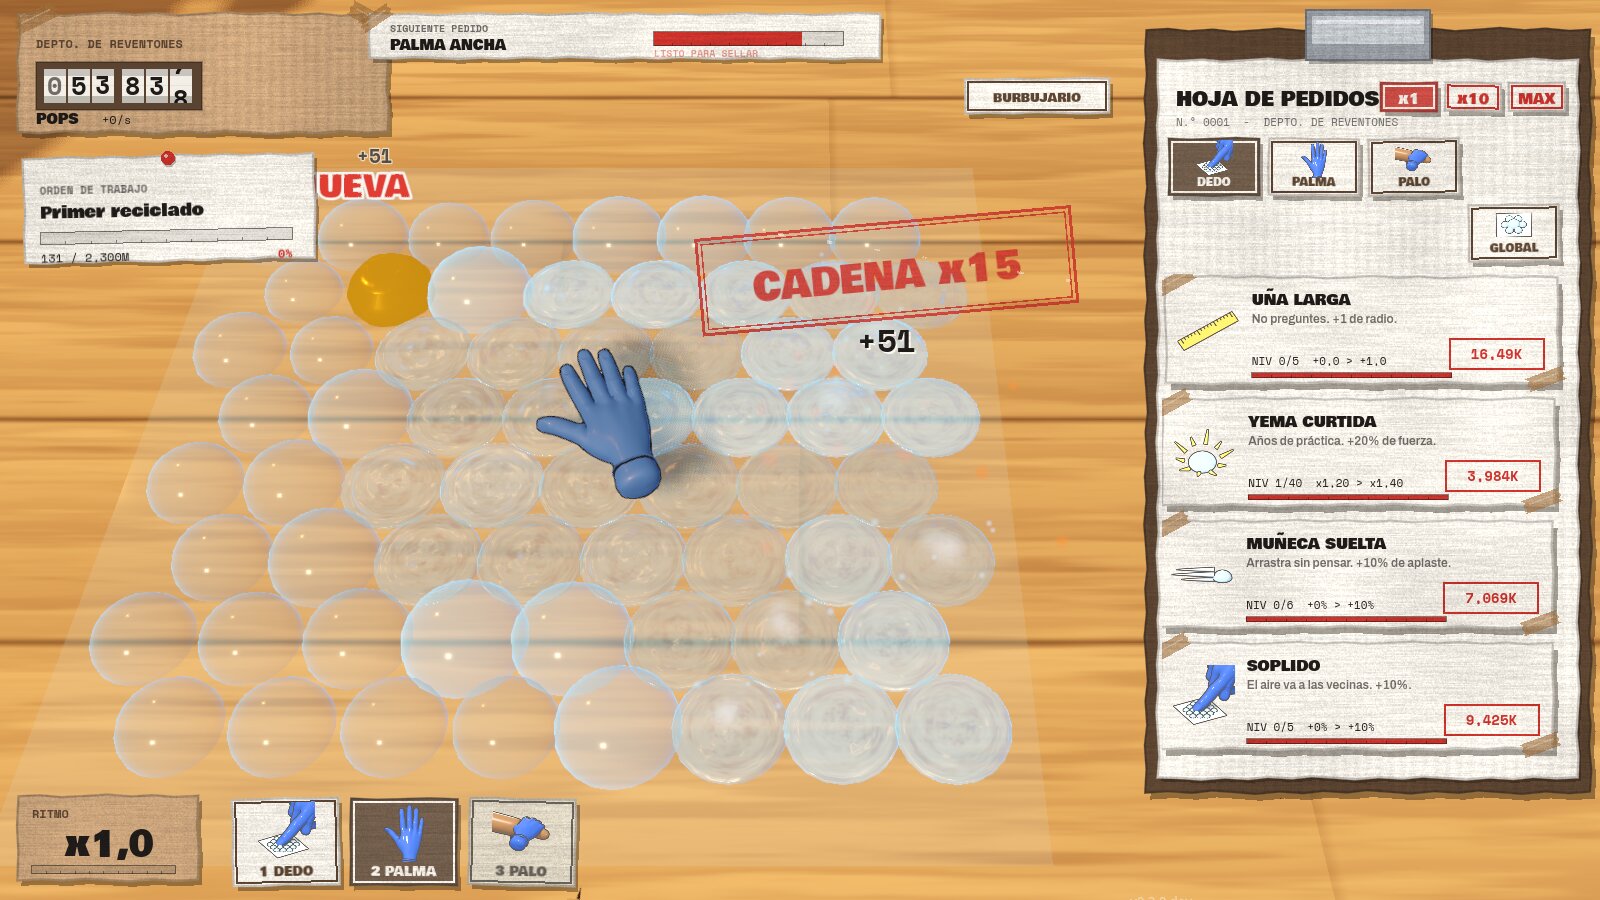 DEPTO. DE REVENTONES
POPS +0/s
SIGUIENTE PEDIDO
PALMA ANCHA
LISTO PARA SELLAR
BURBUJARIO
ORDEN DE TRABAJO
Primer reciclado
131 / 2,300M 0%
+51
UEVA
CADENA x15
+51
HOJA DE PEDIDOS x1 x10 MAX
N.° 0001 - DEPTO. DE REVENTONES
DEDO PALMA PALO
GLOBAL
UÑA LARGA
No preguntes. +1 de radio.
NIV 0/5 +0,0 > +1,0 16,49K
YEMA CURTIDA
Años de práctica. +20% de fuerza.
NIV 1/40 x1,20 > x1,40 3,984K
MUÑECA SUELTA
Arrastra sin pensar. +10% de aplaste.
NIV 0/6 +0% > +10% 7,069K
SOPLIDO
El aire va a las vecinas. +10%.
NIV 0/5 +0% > +10% 9,425K
RITMO
x1,0
1 DEDO 2 PALMA 3 PALO